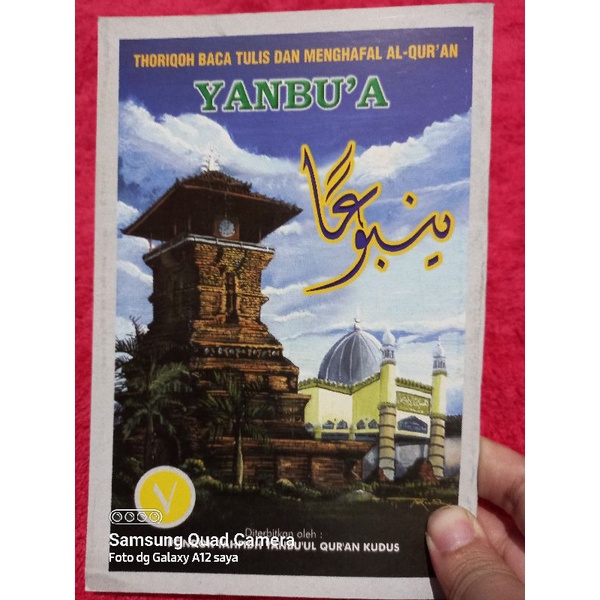 THORIQOH BACA TULIS DAN MENGHAFAL AL-QUR'AN
YANBU'A
ينبوعا
٧
Diterbitkan oleh :
TAHFIDH YANBU'UL QUR'AN KUDUS
Samsung Quad Camera
Foto dg Galaxy A12 saya